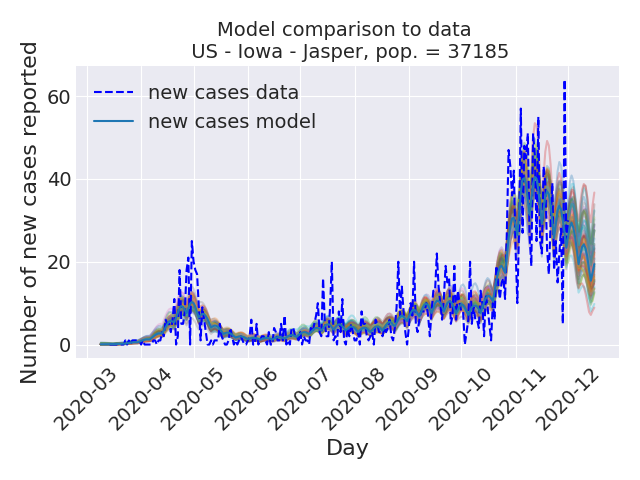 Model comparison to data
US - Iowa - Jasper, pop. = 37185
Number of new cases reported
60
40
20
0
new cases data
new cases model
2020-03
2020-04
2020-05
2020-06
2020-07
2020-08
2020-09
2020-10
2020-11
2020-12
Day